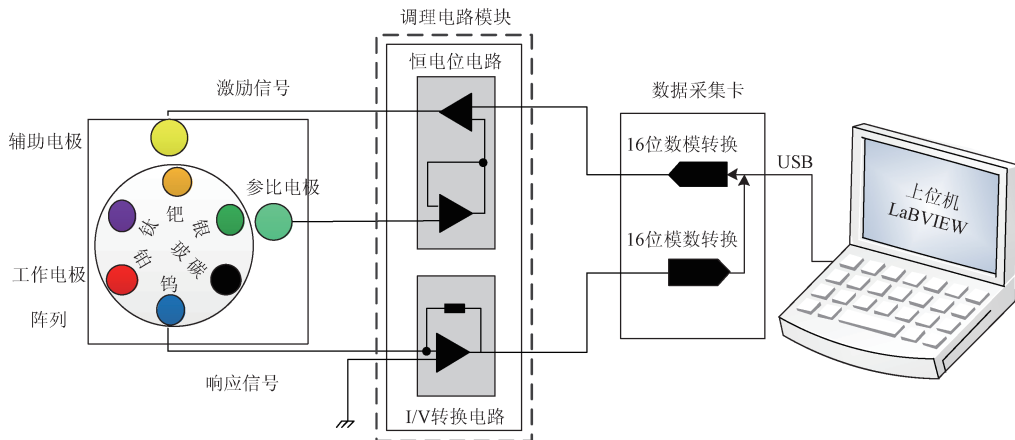 调理电路模块
恒电位电路
激励信号
数据采集卡
辅助电极
16位数模转换
USB
上位机
LaBVIEW
参比电极
钯
钛
银
铂
玻碳
钨
工作电极
阵列
16位模数转换
响应信号
I/V转换电路